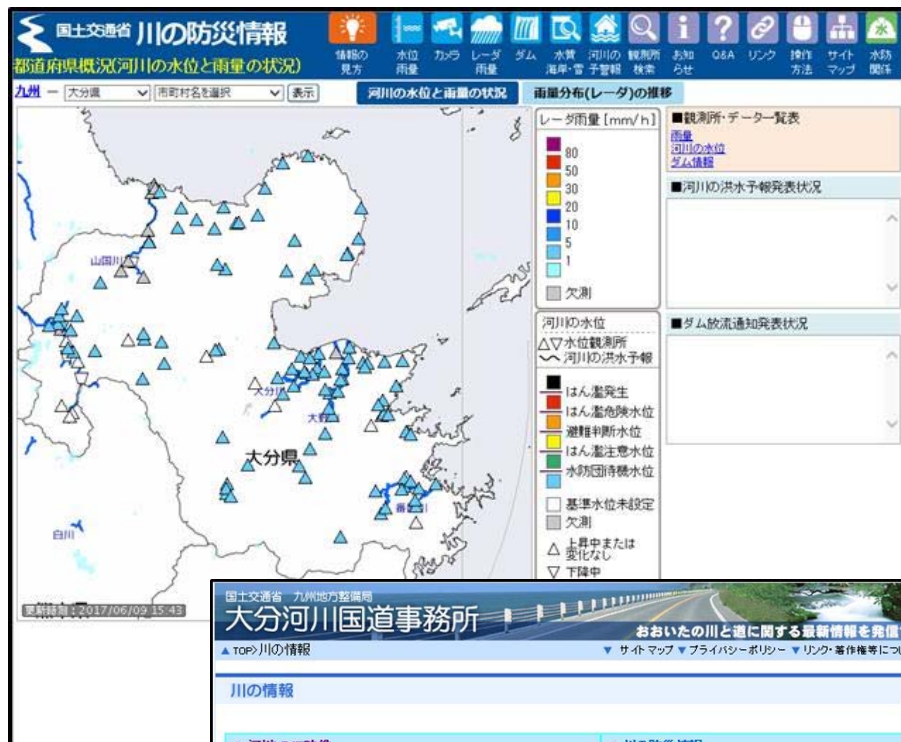 国土交通省 川の防災情報
都道府県概況(河川の水位と雨量の状況)
情報の見方
水位雨量
カメラ
レーダ雨量
ダム
水質海岸・雪
河川の予警報
観測所検索
お知らせ
Q&A
リンク
操作方法
サイトマップ
水防関係
九州 － 大分県 市町村名を選択 表示
河川の水位と雨量の状況
雨量分布(レーダ)の推移
山国川
大分川
大分県
白川
更新時刻：2017/06/09 15:43
レーダ雨量 [mm/h]
80
50
30
20
10
5
1
欠測
河川の水位
△▽水位観測所
河川の洪水予報
はん濫発生
はん濫危険水位
避難判断水位
はん濫注意水位
水防団待機水位
基準水位未設定
欠測
△ 上昇中または
変化なし
▽ 下降中
■観測所・データ一覧表
雨量
河川の水位
ダム情報
■河川の洪水予報発表状況
■ダム放流通知発表状況
国土交通省 九州地方整備局
大分河川国道事務所
おおいたの川と道に関する最新情報を発信
▲ TOP>川の情報
▼ サイトマップ ▼プライバシーポリシー ▼リンク・著作権等につ
川の情報